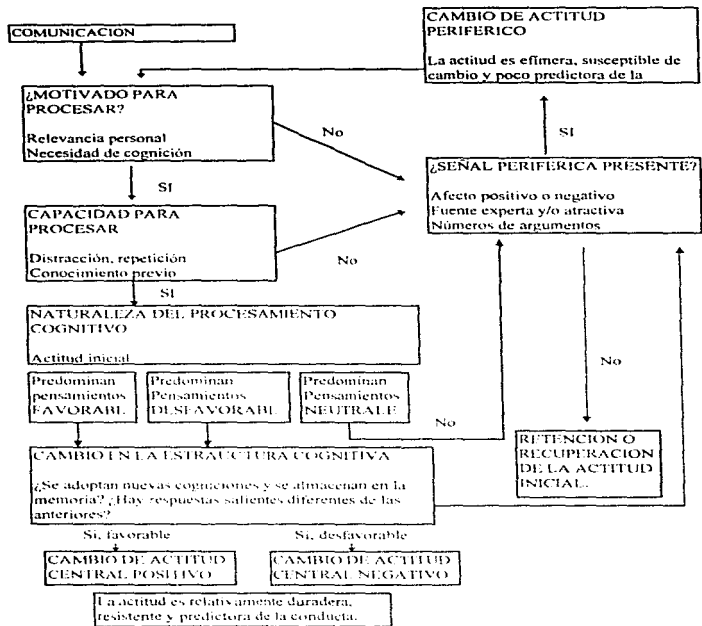 COMUNICACION
CAMBIO DE ACTITUD
PERIFERICO
La actitud es efímera, susceptible de
cambio y poco predictora de la
¿MOTIVADO PARA
PROCESAR?
Relevancia personal
Necesidad de cognición
No
SI
SI
¿SEÑAL PERIFERICA PRESENTE?
Afecto positivo o negativo
Fuente experta y/o atractiva
Números de argumentos
CAPACIDAD PARA
PROCESAR
Distracción, repetición
Conocimiento previo
No
SI
NATURALEZA DEL PROCESAMIENTO
COGNITIVO
Actitud inicial
No
Predominan
pensamientos
FAVORABL
Predominan
Pensamientos
DESFAVORABL
Predominan
Pensamientos
NEUTRALE
No
RETENCION O
RECUPERACION
DE LA ACTITUD
INICIAL.
CAMBIO EN LA ESTRAUCTURA COGNITIVA
¿Se adoptan nuevas cogniciones y se almacenan en la
memoria? ¿Hay respuestas salientes diferentes de las
anteriores?
Si, favorable
Si, desfavorable
CAMBIO DE ACTITUD
CENTRAL POSITIVO
CAMBIO DE ACTITUD
CENTRAL NEGATIVO
La actitud es relativamente duradera,
resistente y predictora de la conducta.